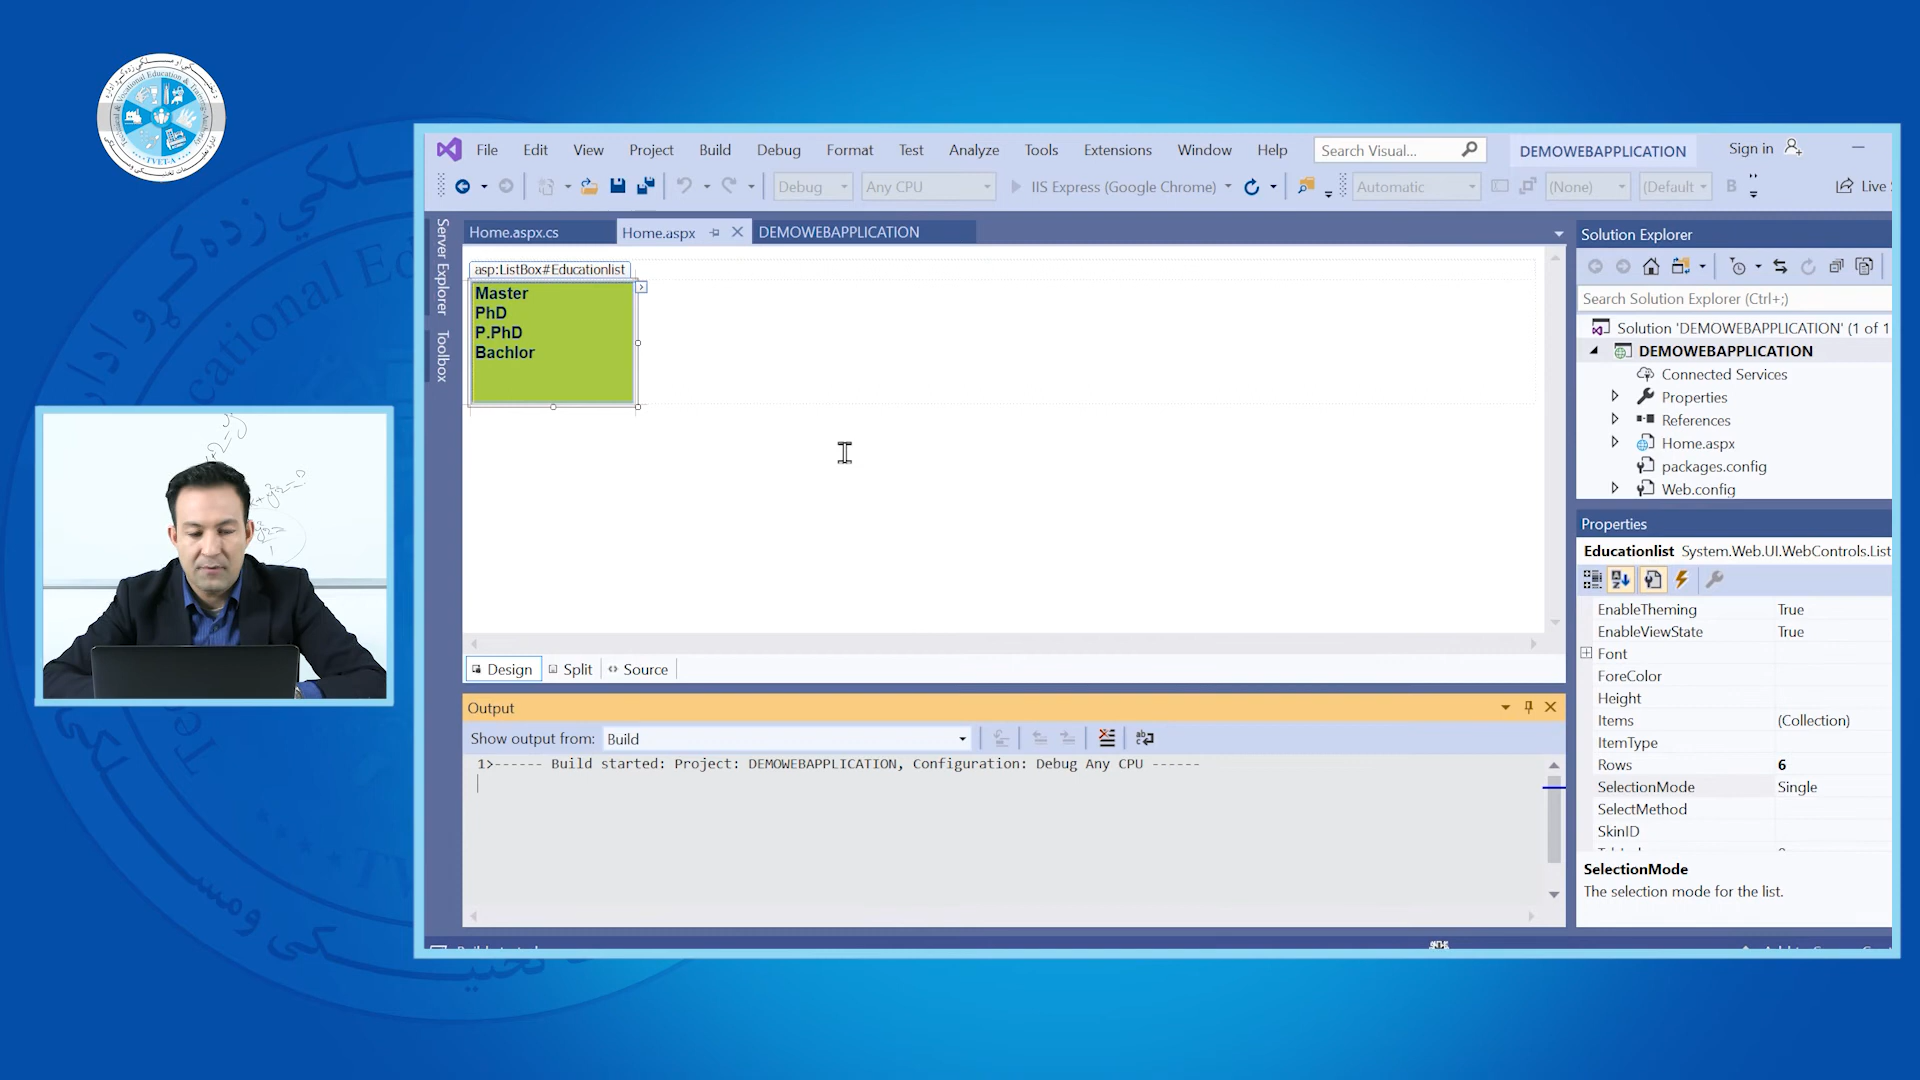 Technical & Vocational Education & Training Authority
TVET-A
File Edit View Project Build Debug Format Test Analyze Tools Extensions Window Help Search Visual... DEMOWEBAPPLICATION Sign in
Debug Any CPU IIS Express (Google Chrome) Automatic (None) (Default B Live
Server Explorer
Toolbox
Home.aspx.cs Home.aspx DEMOWEBAPPLICATION
asp:ListBox#Educationlist
Master
PhD
P.PhD
Bachlor
Design Split Source
Output
Show output from: Build
1>------ Build started: Project: DEMOWEBAPPLICATION, Configuration: Debug Any CPU ------
Solution Explorer
Search Solution Explorer (Ctrl+;)
Solution 'DEMOWEBAPPLICATION' (1 of 1
DEMOWEBAPPLICATION
Connected Services
Properties
References
Home.aspx
packages.config
Web.config
Properties
Educationlist System.Web.UI.WebControls.List
EnableTheming True
EnableViewState True
Font
ForeColor
Height
Items (Collection)
ItemType
Rows 6
SelectionMode Single
SelectMethod
SkinID
SelectionMode
The selection mode for the list.